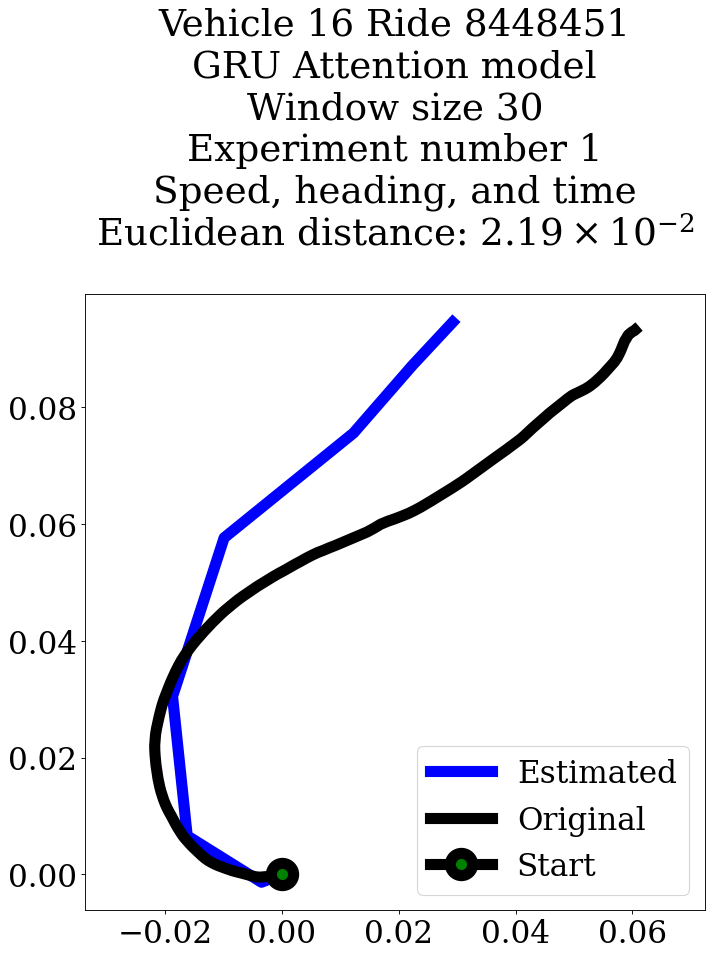 Vehicle 16 Ride 8448451
GRU Attention model
Window size 30
Experiment number 1
Speed, heading, and time
Euclidean distance: 2.19 × 10⁻²
0.08
0.06
0.04
0.02
0.00
Estimated
Original
Start
−0.02 0.00 0.02 0.04 0.06